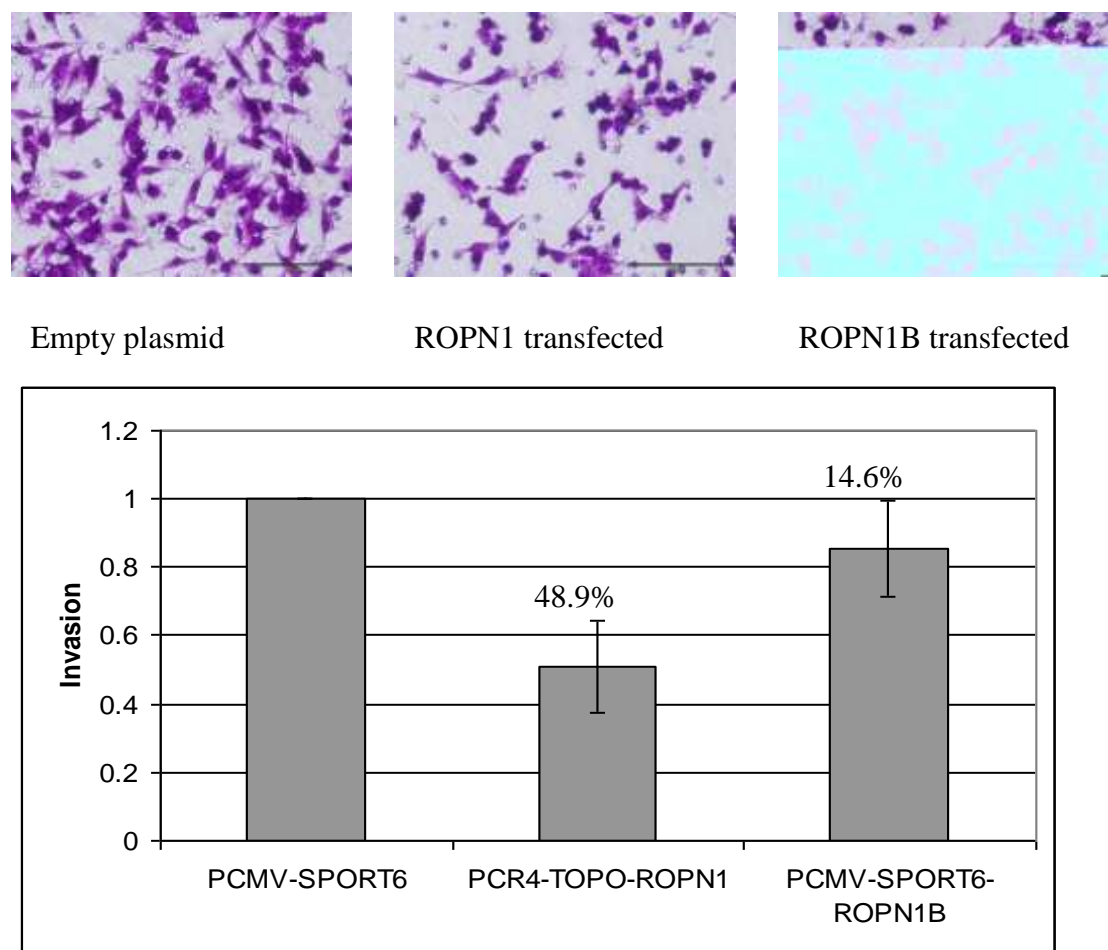 Empty plasmid
ROPN1 transfected
ROPN1B transfected
1.2
1
0.8
0.6
0.4
0.2
0
Invasion
48.9%
14.6%
PCMV-SPORT6
PCR4-TOPO-ROPN1
PCMV-SPORT6-
ROPN1B